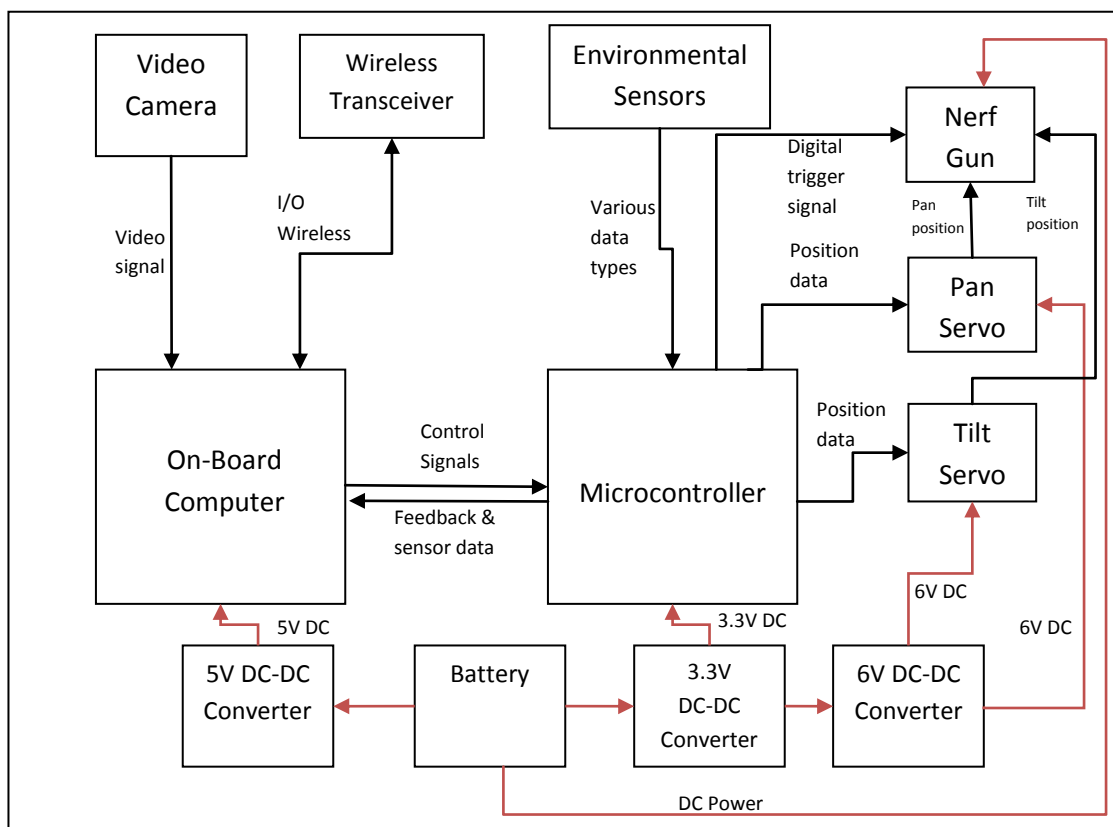 Video
Camera
Wireless
Transceiver
Environmental
Sensors
Nerf
Gun
Digital
trigger
signal
Pan
position
Tilt
position
I/O
Wireless
Various
data
types
Video
signal
Position
data
Pan
Servo
On-Board
Computer
Control
Signals
Feedback &
sensor data
Microcontroller
Position
data
Tilt
Servo
5V DC
3.3V DC
6V DC
6V DC
5V DC-DC
Converter
Battery
3.3V
DC-DC
Converter
6V DC-DC
Converter
DC Power